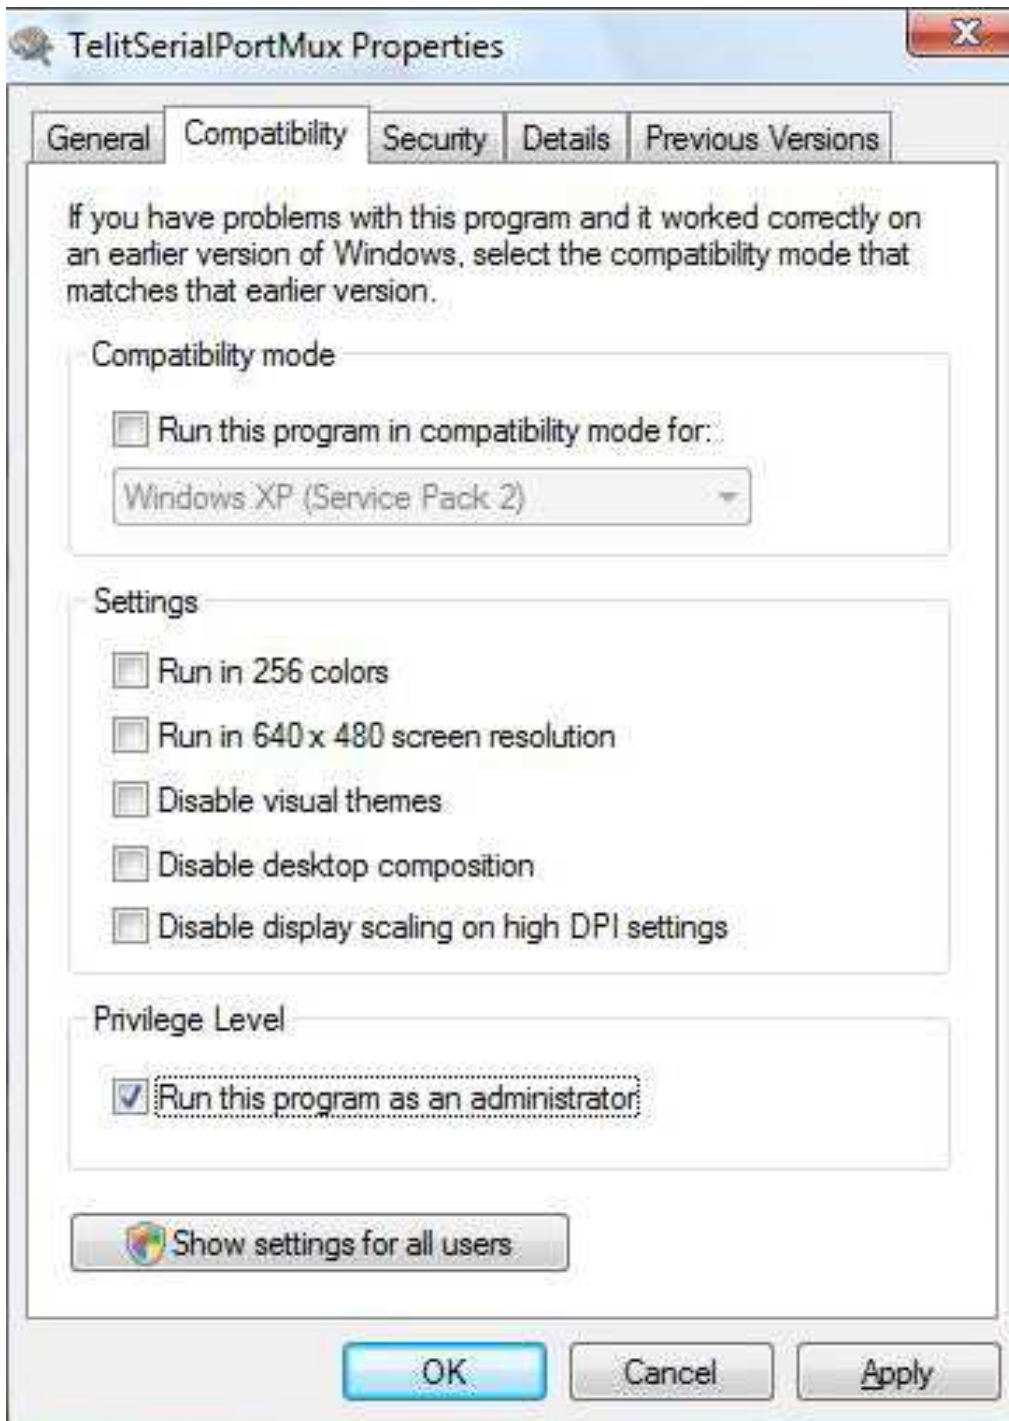 TelitSerialPortMux Properties
General Compatibility Security Details Previous Versions
If you have problems with this program and it worked correctly on
an earlier version of Windows, select the compatibility mode that
matches that earlier version.
Compatibility mode
Run this program in compatibility mode for:
Windows XP (Service Pack 2)
Settings
Run in 256 colors
Run in 640 x 480 screen resolution
Disable visual themes
Disable desktop composition
Disable display scaling on high DPI settings
Privilege Level
Run this program as an administrator
Show settings for all users
OK Cancel Apply